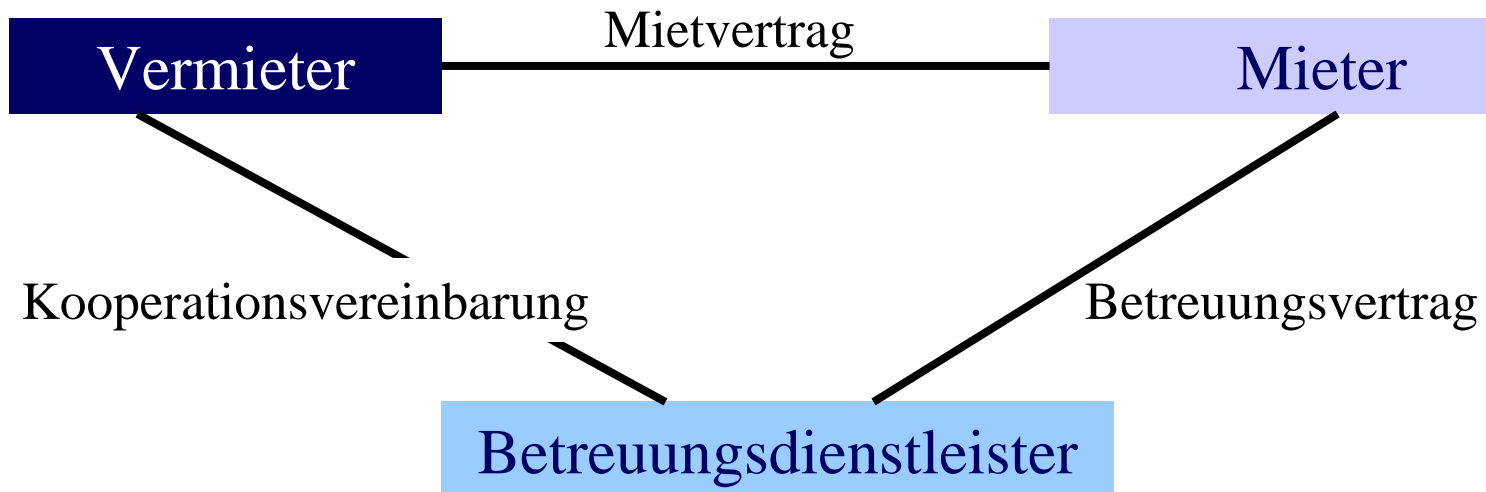 Mietvertrag
Vermieter
Mieter
Kooperationsvereinbarung
Betreuungsvertrag
Betreuungsdienstleister